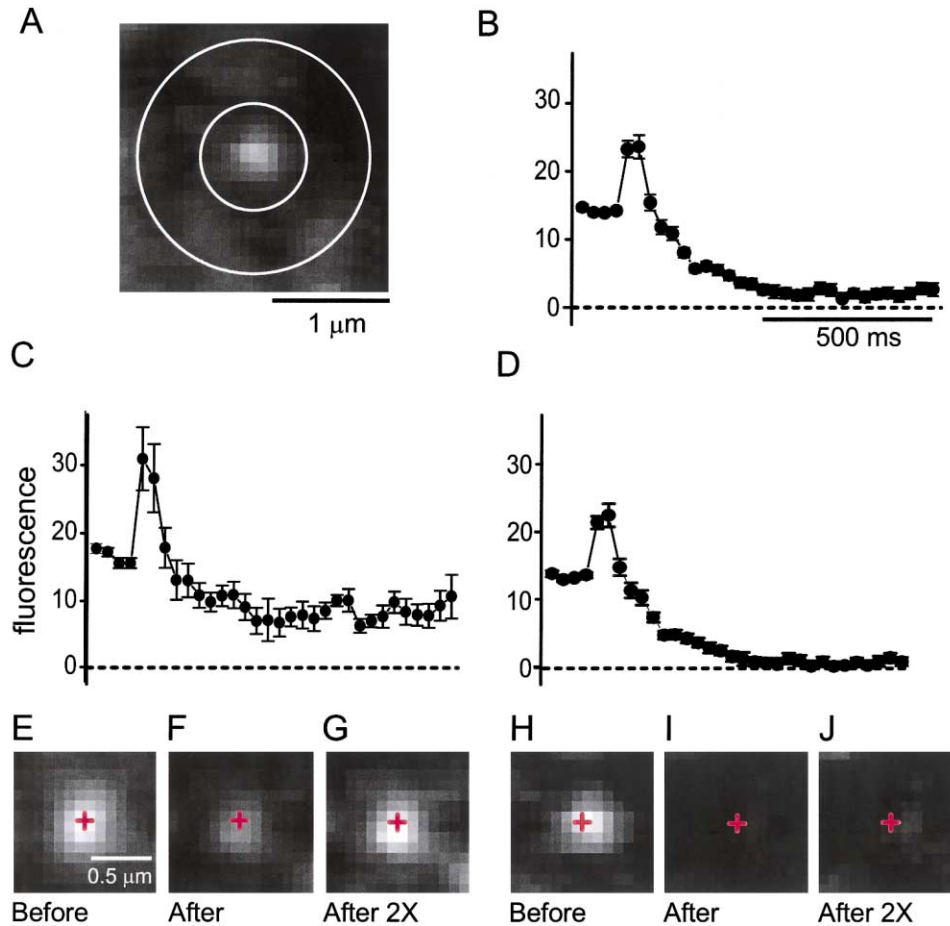 A
1 μm
B
30
20
10
0
500 ms
C
fluorescence
30
20
10
0
D
30
20
10
0
E
0.5 μm
Before
F
After
G
After 2X
H
Before
I
After
J
After 2X